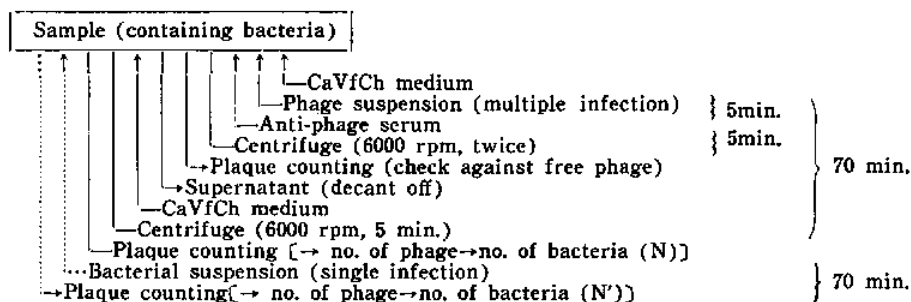 Sample (containing bacteria)
CaVfCh medium
Phage suspension (multiple infection)
5min.
Anti-phage serum
Centrifuge (6000 rpm, twice)
5min.
Plaque counting (check against free phage)
70 min.
Supernatant (decant off)
CaVfCh medium
Centrifuge (6000 rpm, 5 min.)
Plaque counting [→ no. of phage→no. of bacteria (N)]
Bacterial suspension (single infection)
Plaque counting[→ no. of phage→no. of bacteria (N')]
70 min.